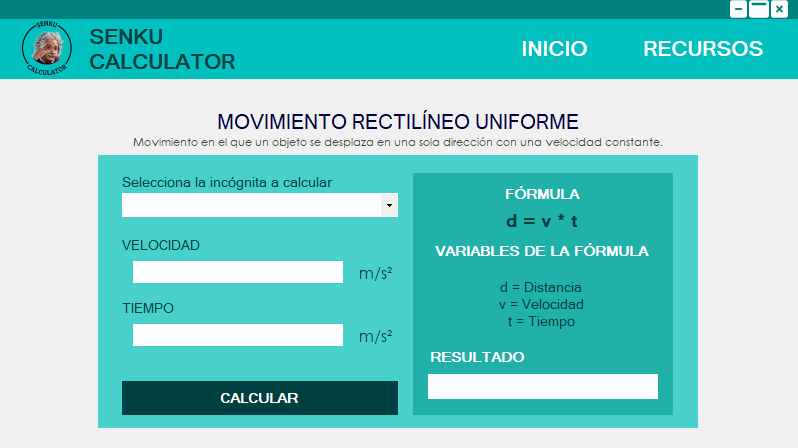 SENKU
CALCULATOR
SENKU
CALCULATOR
INICIO
RECURSOS
MOVIMIENTO RECTILÍNEO UNIFORME
Movimiento en el que un objeto se desplaza en una sola dirección con una velocidad constante.
Selecciona la incógnita a calcular
VELOCIDAD
m/s²
TIEMPO
m/s²
CALCULAR
FÓRMULA
d = v * t
VARIABLES DE LA FÓRMULA
d = Distancia
v = Velocidad
t = Tiempo
RESULTADO